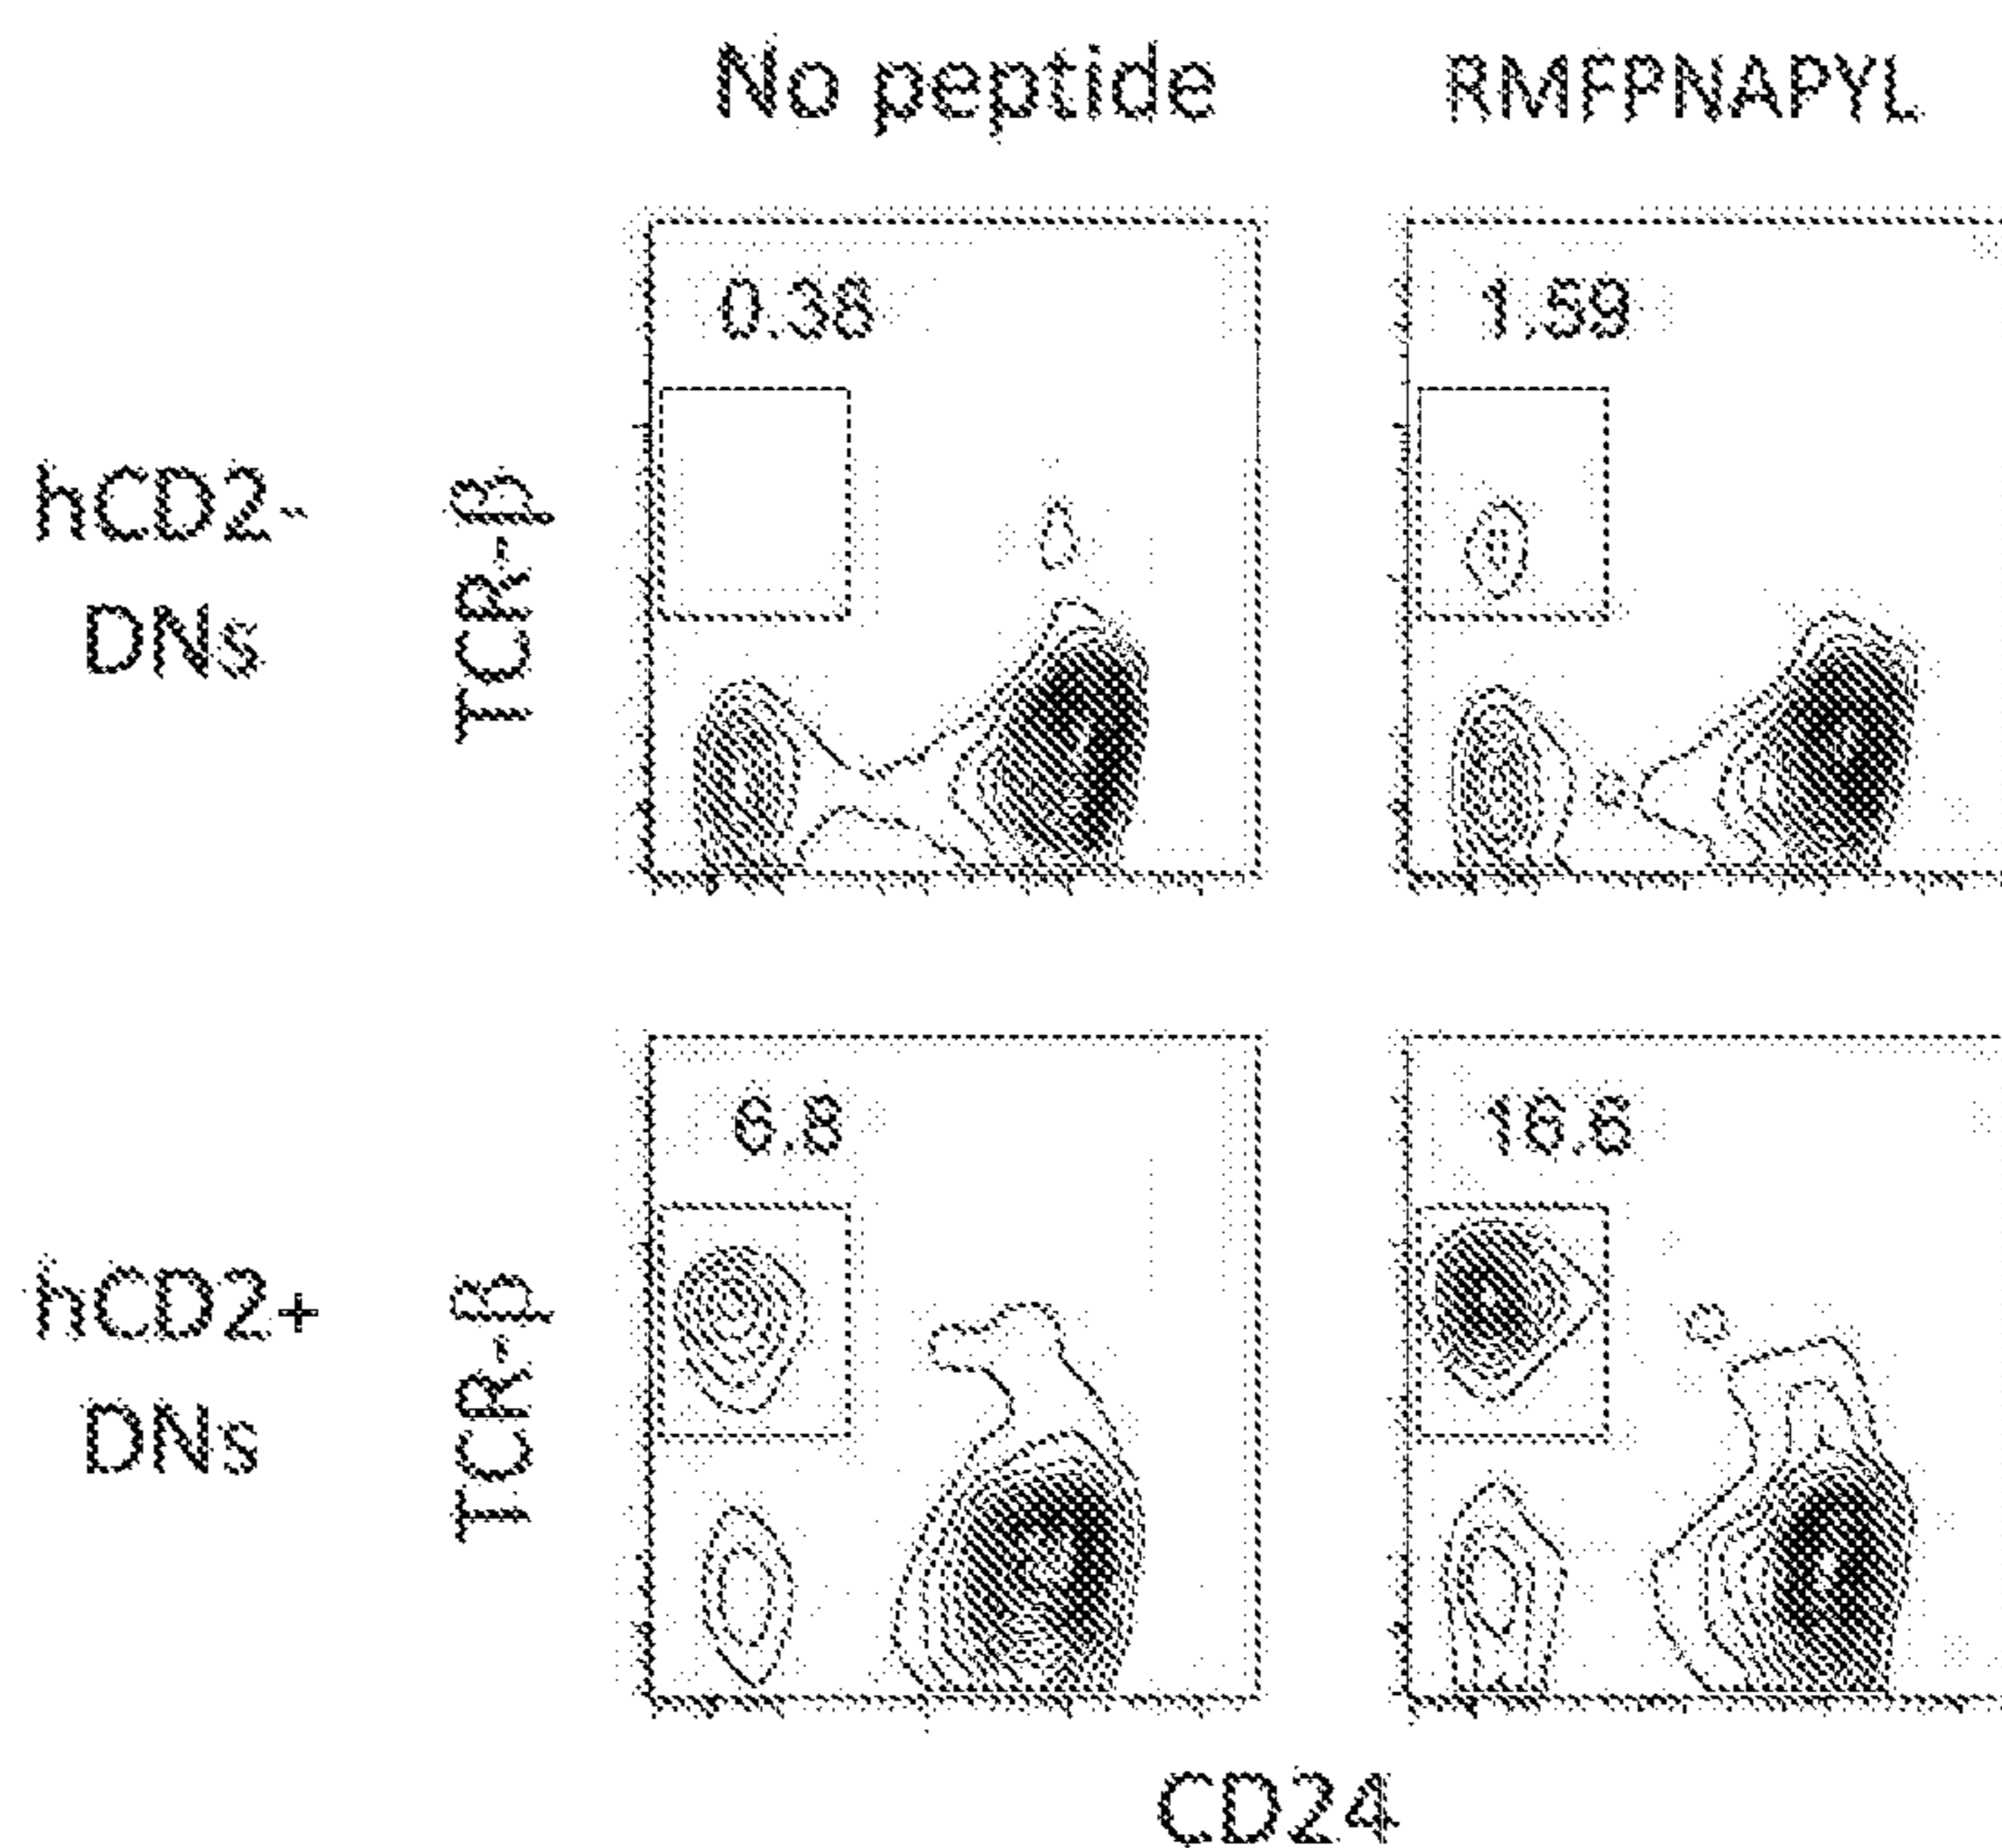 No peptide RMFPNAPYL
0.38 1.59
hCD2-
DNs
TCR-β
6.8 16.6
hCD2+
DNs
TCR-β
CD24